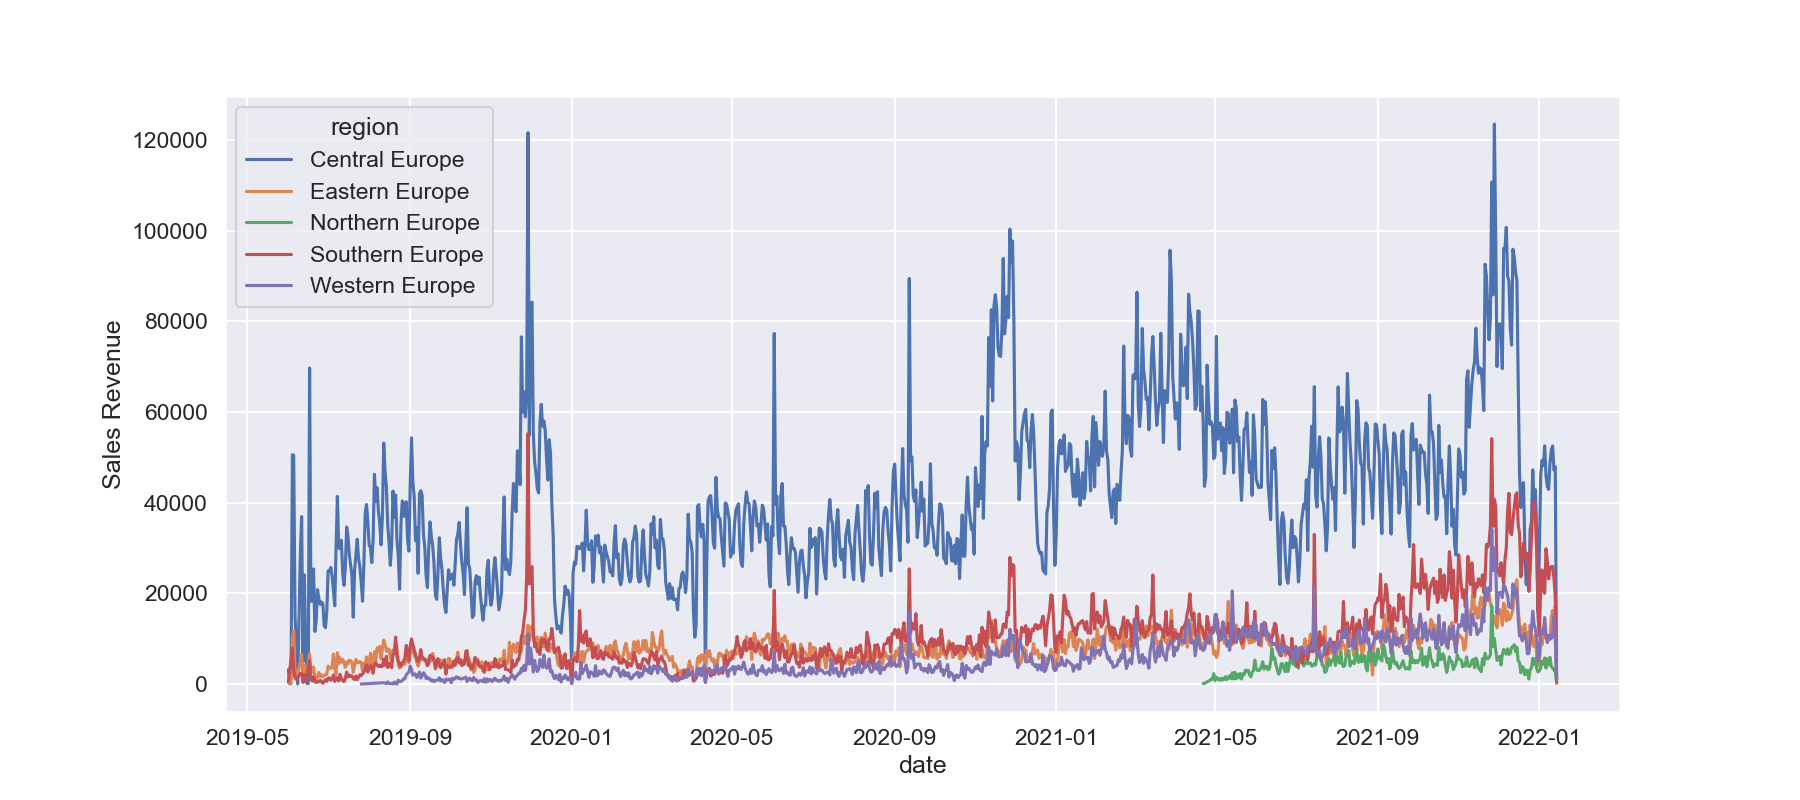 region
Central Europe
Eastern Europe
Northern Europe
Southern Europe
Western Europe
Sales Revenue
120000
100000
80000
60000
40000
20000
0
2019-05 2019-09 2020-01 2020-05 2020-09 2021-01 2021-05 2021-09 2022-01
date